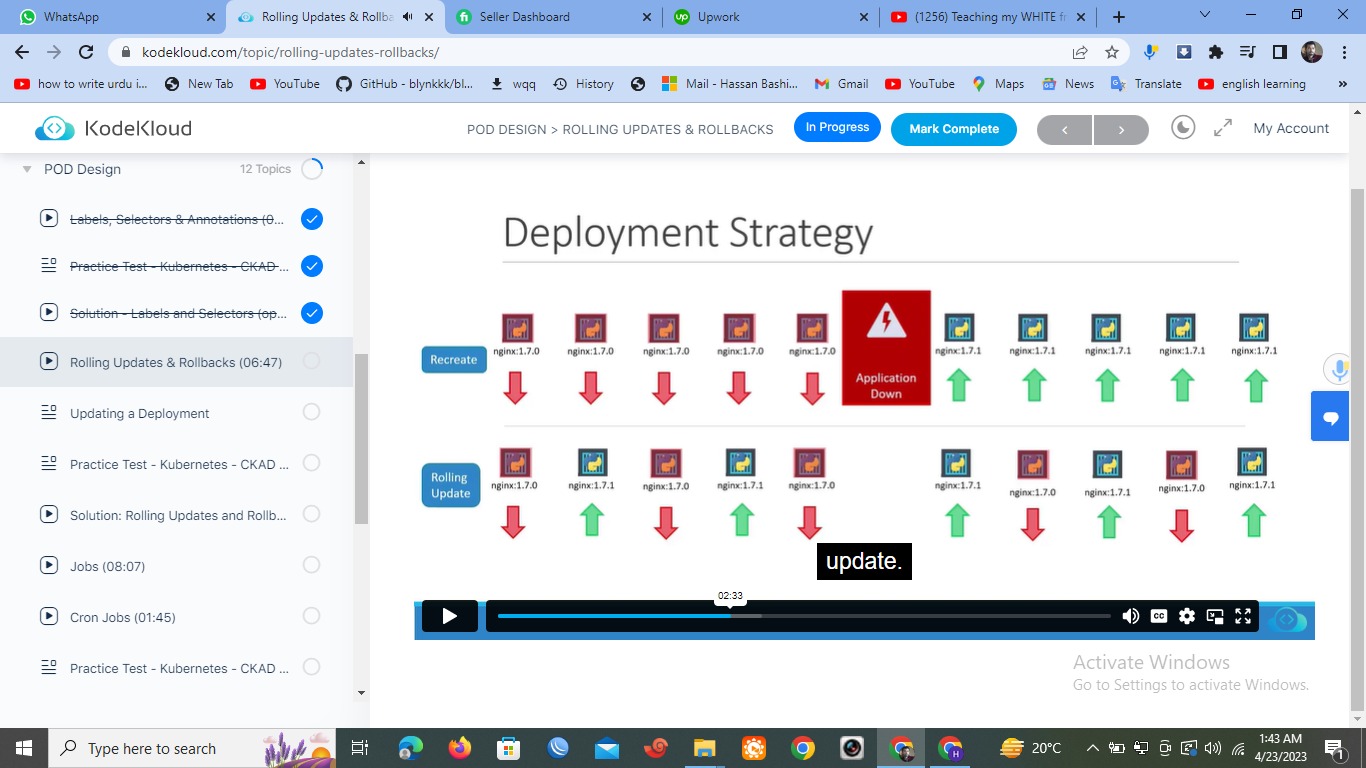 WhatsApp
Rolling Updates & Rollba
Seller Dashboard
up Upwork
(1256) Teaching my WHITE fr
kodekloud.com/topic/rolling-updates-rollbacks/
how to write urdu i...
New Tab
YouTube
GitHub - blynkkk/bl...
wqq
History
Mail - Hassan Bashi...
Gmail
YouTube
Maps
News
Translate
english learning
»
KodeKloud
POD DESIGN > ROLLING UPDATES & ROLLBACKS
In Progress
Mark Complete
My Account
POD Design
12 Topics
Labels, Selectors & Annotations (0...
Practice Test - Kubernetes - CKAD ...
Solution - Labels and Selectors (op...
Rolling Updates & Rollbacks (06:47)
Updating a Deployment
Practice Test - Kubernetes - CKAD ...
Solution: Rolling Updates and Rollb...
Jobs (08:07)
Cron Jobs (01:45)
Practice Test - Kubernetes - CKAD ...
Deployment Strategy
Recreate
nginx:1.7.0 nginx:1.7.0 nginx:1.7.0 nginx:1.7.0 nginx:1.7.0
Application
Down
nginx:1.7.1 nginx:1.7.1 nginx:1.7.1 nginx:1.7.1 nginx:1.7.1
Rolling
Update
nginx:1.7.0 nginx:1.7.1 nginx:1.7.0 nginx:1.7.1 nginx:1.7.0 nginx:1.7.1 nginx:1.7.0 nginx:1.7.1 nginx:1.7.0 nginx:1.7.1
update.
02:33
CC
Activate Windows
Go to Settings to activate Windows.
Type here to search
H
20°C
1:43 AM
4/23/2023
1